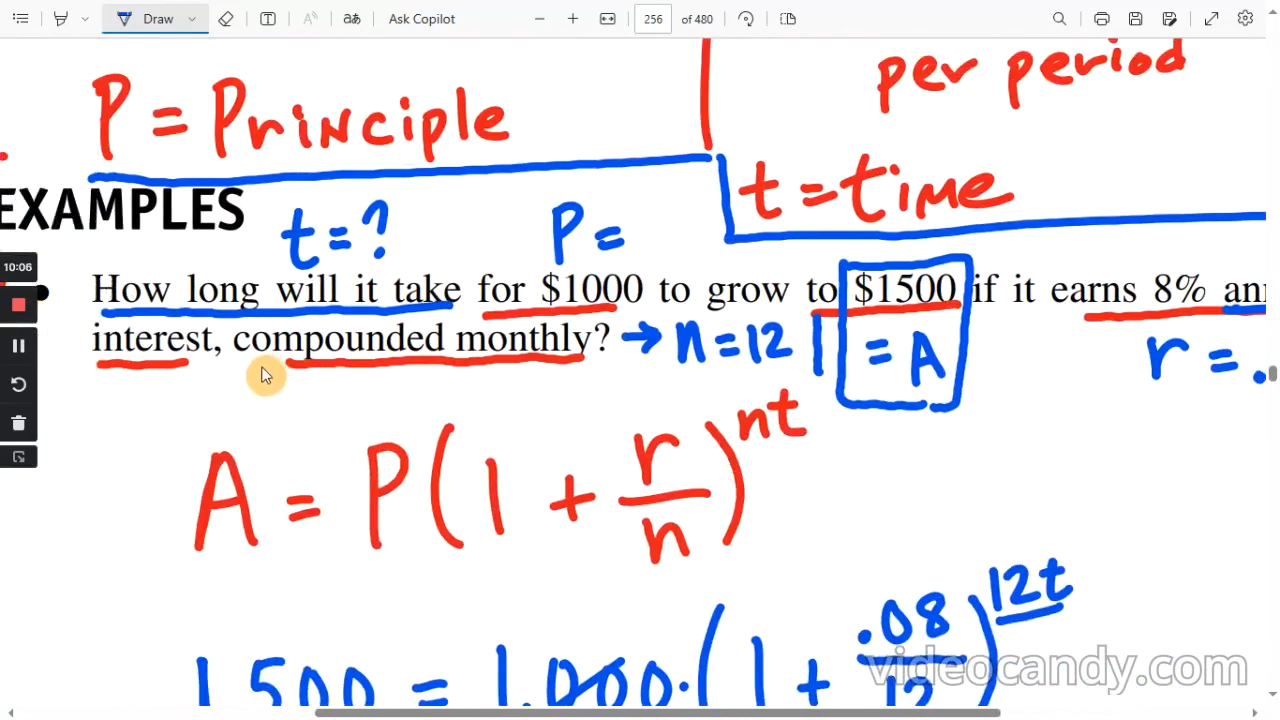 Draw Ask Copilot 256 of 480
per period
P = Principle
t = time
EXAMPLES
t = ? P =
10:06
How long will it take for $1000 to grow to $1500 if it earns 8% ann
interest, compounded monthly? → n = 12 = A r = .
A = P(1 + r/n)^nt
1,500 = 1,000·(1 + .08/12)^12t
videocandy.com